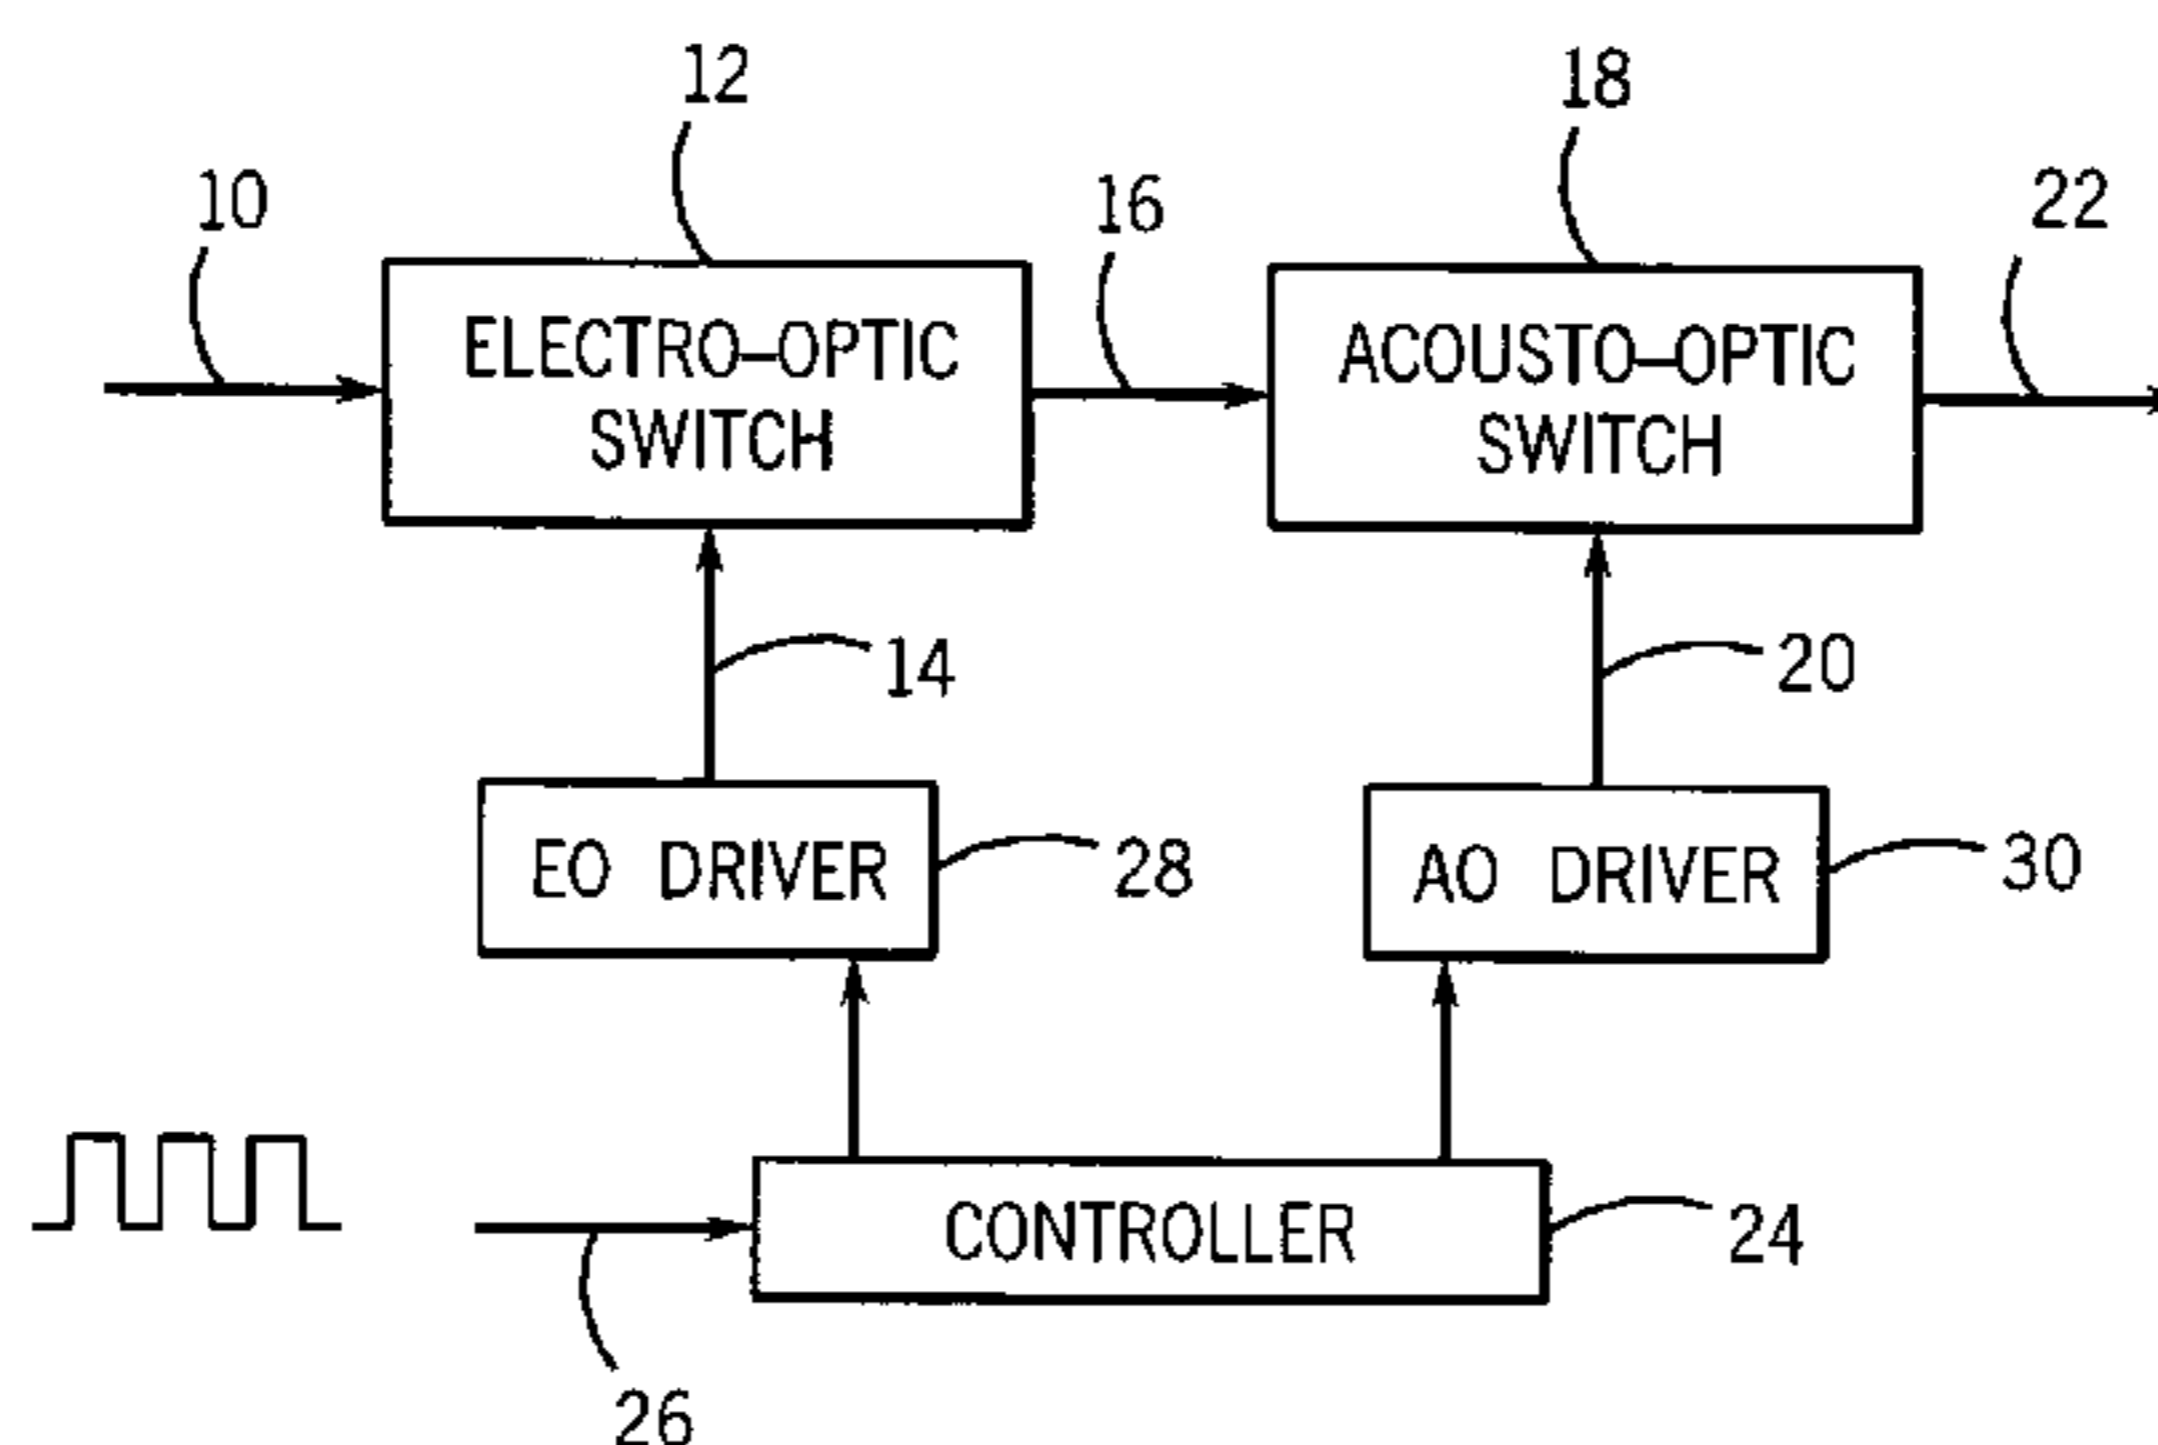 12
18
10
16
22
ELECTRO-OPTIC
SWITCH
ACOUSTO-OPTIC
SWITCH
14
20
EO DRIVER
28
AO DRIVER
30
CONTROLLER
24
26